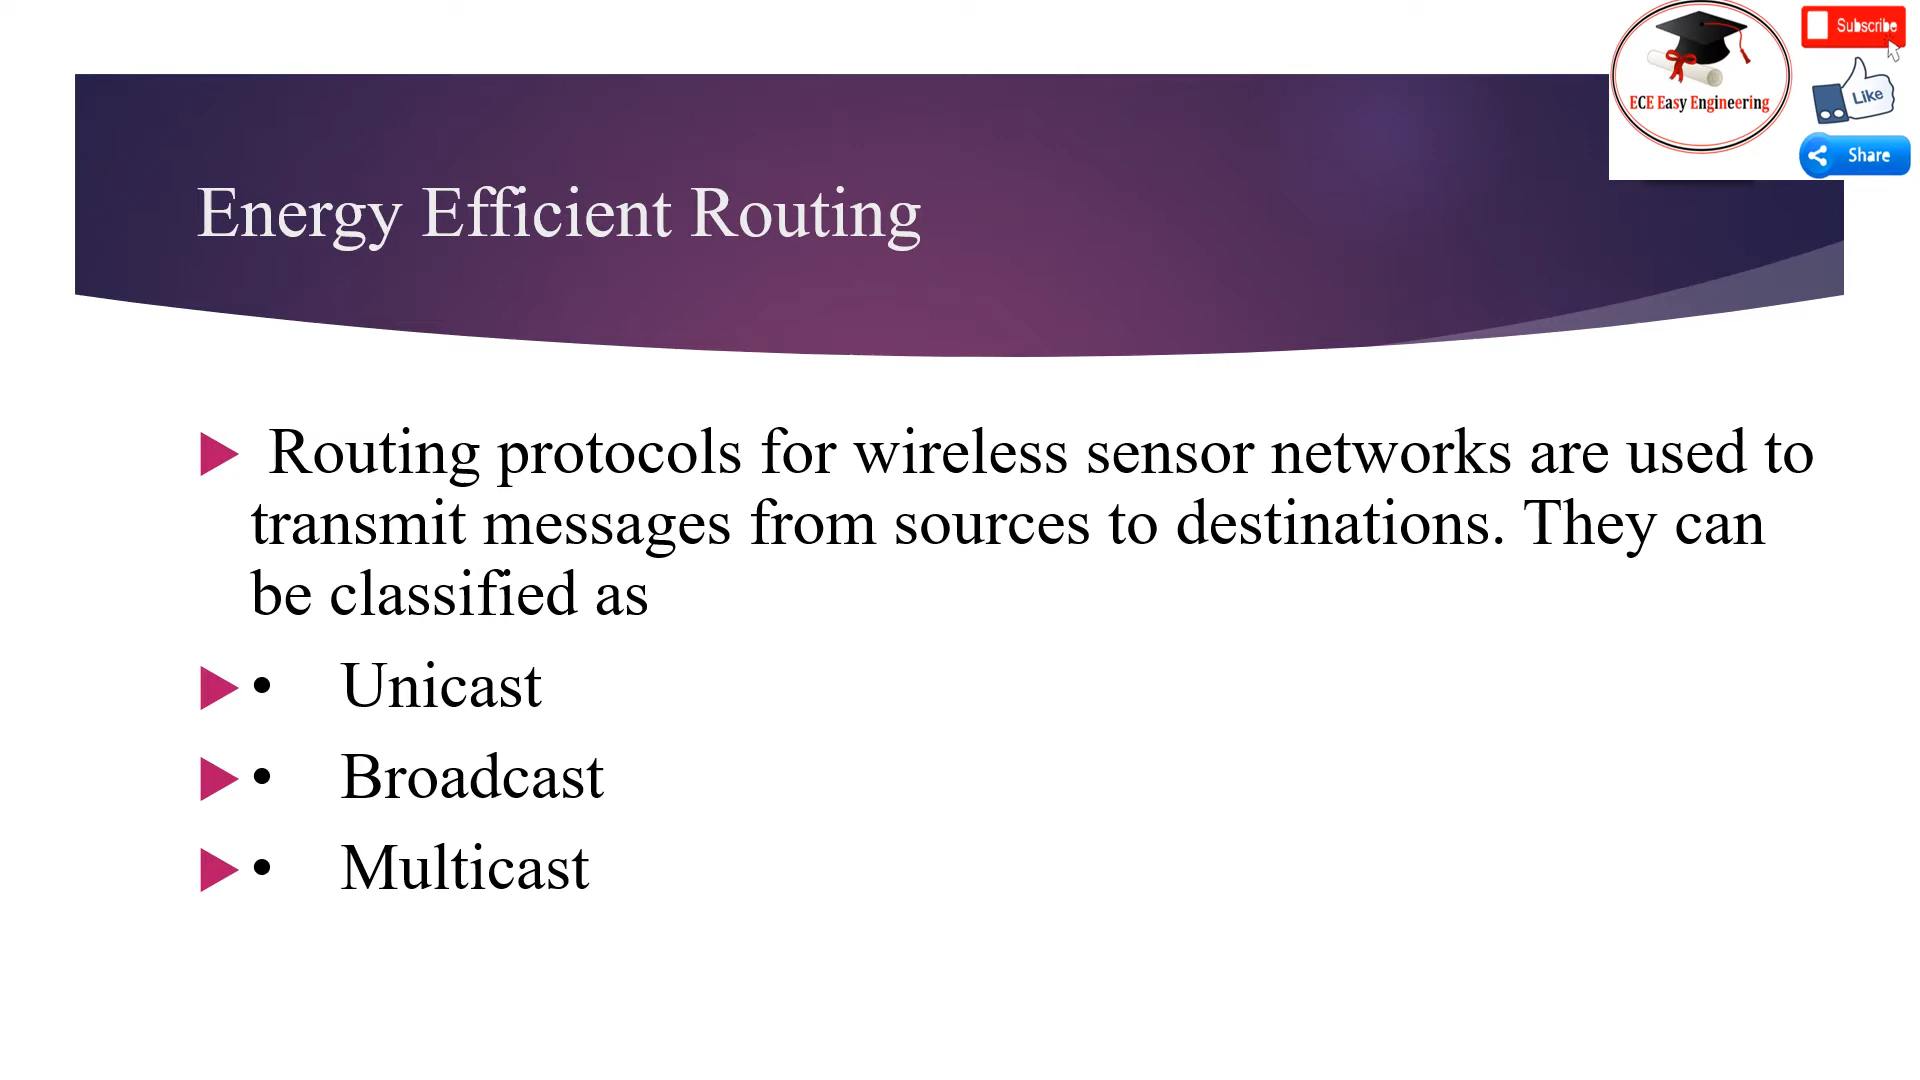 Subscribe
ECE Easy Engineering
Like
Share
Energy Efficient Routing
Routing protocols for wireless sensor networks are used to
transmit messages from sources to destinations. They can
be classified as
• Unicast
• Broadcast
• Multicast